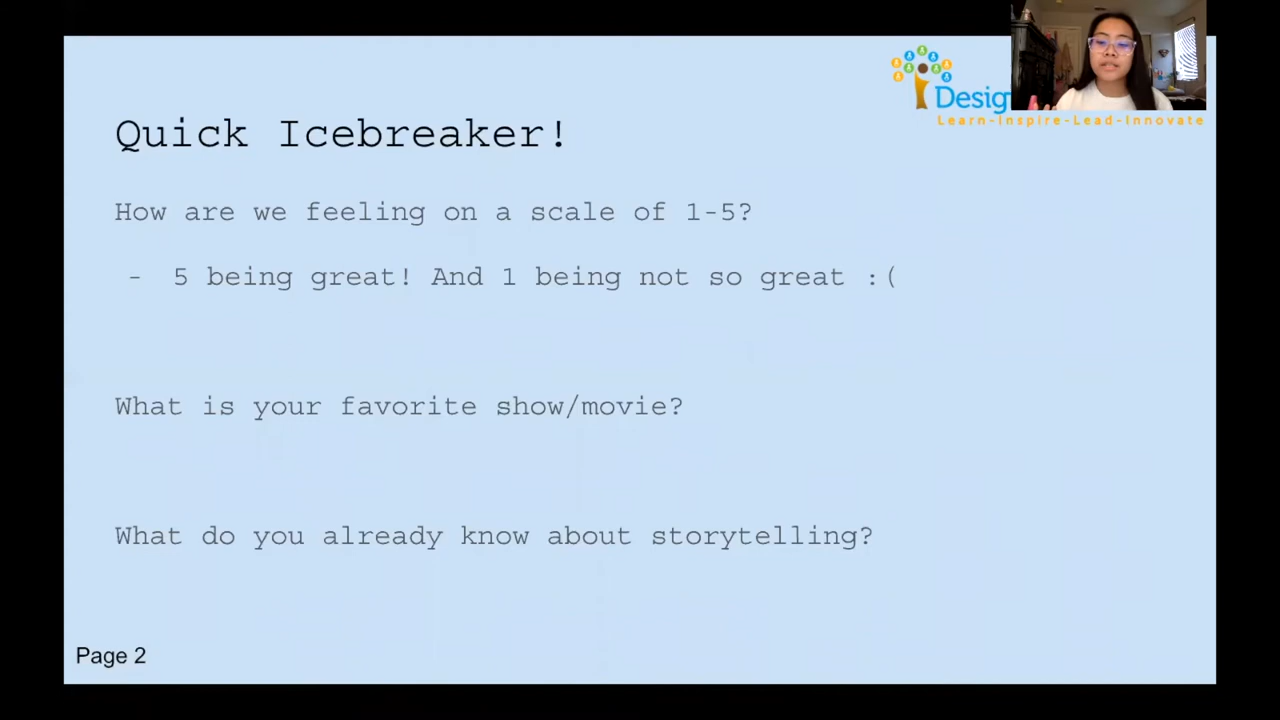 Desig
Learn-Inspire-Lead-Innovate
Quick Icebreaker!
How are we feeling on a scale of 1-5?
- 5 being great! And 1 being not so great :(
What is your favorite show/movie?
What do you already know about storytelling?
Page 2